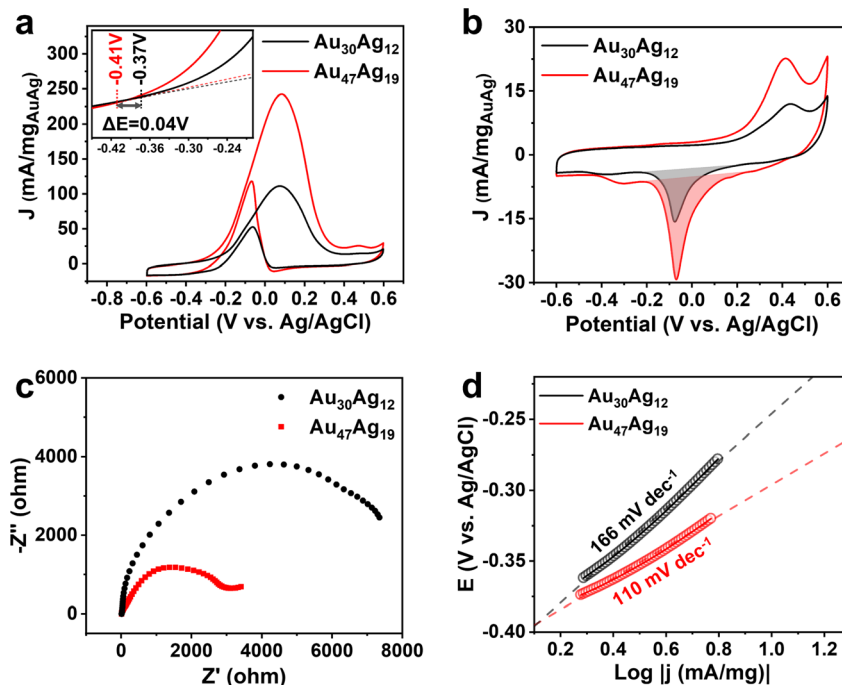 a
J (mA/mg_AuAg)
350
300
250
200
150
100
50
0
-0.8 -0.6 -0.4 -0.2 0.0 0.2 0.4 0.6
Potential (V vs. Ag/AgCl)
Au₃₀Ag₁₂
Au₄₇Ag₁₉
-0.41V
-0.37V
ΔE=0.04V
-0.42 -0.36 -0.30 -0.24
b
J (mA/mg_AuAg)
30
15
0
-15
-30
-0.6 -0.4 -0.2 0.0 0.2 0.4 0.6
Potential (V vs. Ag/AgCl)
Au₃₀Ag₁₂
Au₄₇Ag₁₉
c
-Z'' (ohm)
6000
4000
2000
0
0 2000 4000 6000 8000
Z' (ohm)
Au₃₀Ag₁₂
Au₄₇Ag₁₉
d
E (V vs. Ag/AgCl)
-0.25
-0.30
-0.35
-0.40
0.2 0.4 0.6 0.8 1.0 1.2
Log |j (mA/mg)|
Au₃₀Ag₁₂
Au₄₇Ag₁₉
166 mV dec⁻¹
110 mV dec⁻¹